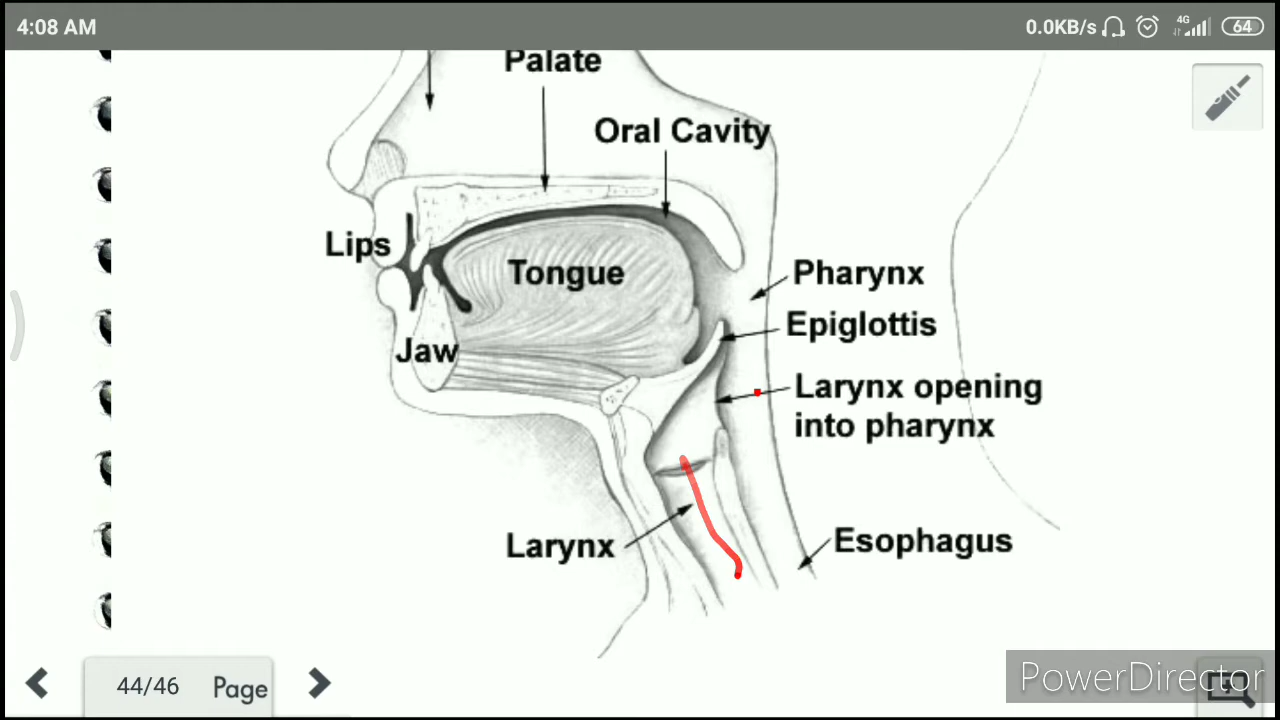 4:08 AM
0.0KB/s
4G
64
Palate
Oral Cavity
Lips
Tongue
Pharynx
Epiglottis
Jaw
Larynx opening
into pharynx
Larynx
Esophagus
44/46 Page
PowerDirector